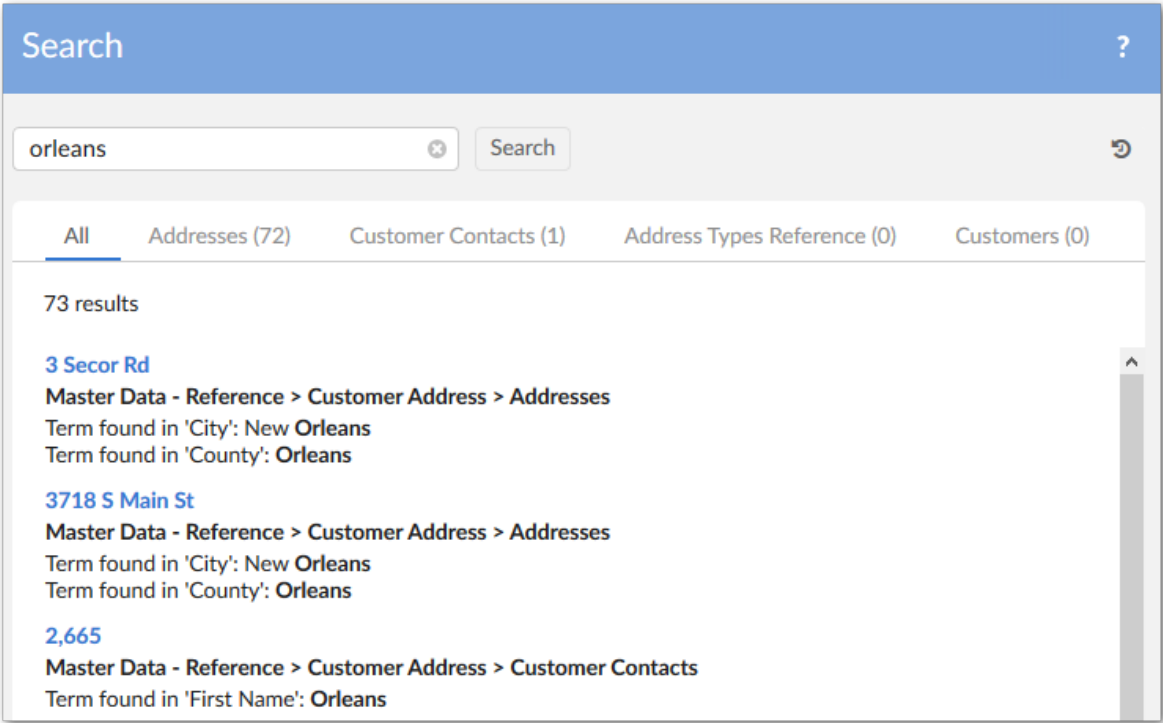 Search ?
orleans Search
All Addresses (72) Customer Contacts (1) Address Types Reference (0) Customers (0)
73 results
3 Secor Rd
Master Data - Reference > Customer Address > Addresses
Term found in 'City': New Orleans
Term found in 'County': Orleans
3718 S Main St
Master Data - Reference > Customer Address > Addresses
Term found in 'City': New Orleans
Term found in 'County': Orleans
2,665
Master Data - Reference > Customer Address > Customer Contacts
Term found in 'First Name': Orleans